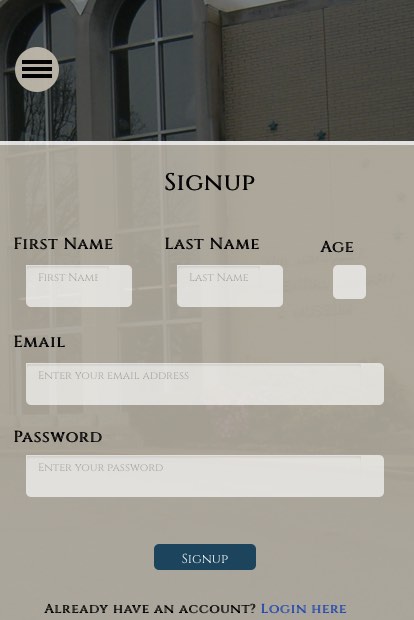 Signup
First Name Last Name Age
First Name Last Name
Email
Enter your email address
Password
Enter your password
Signup
Already have an account? Login here